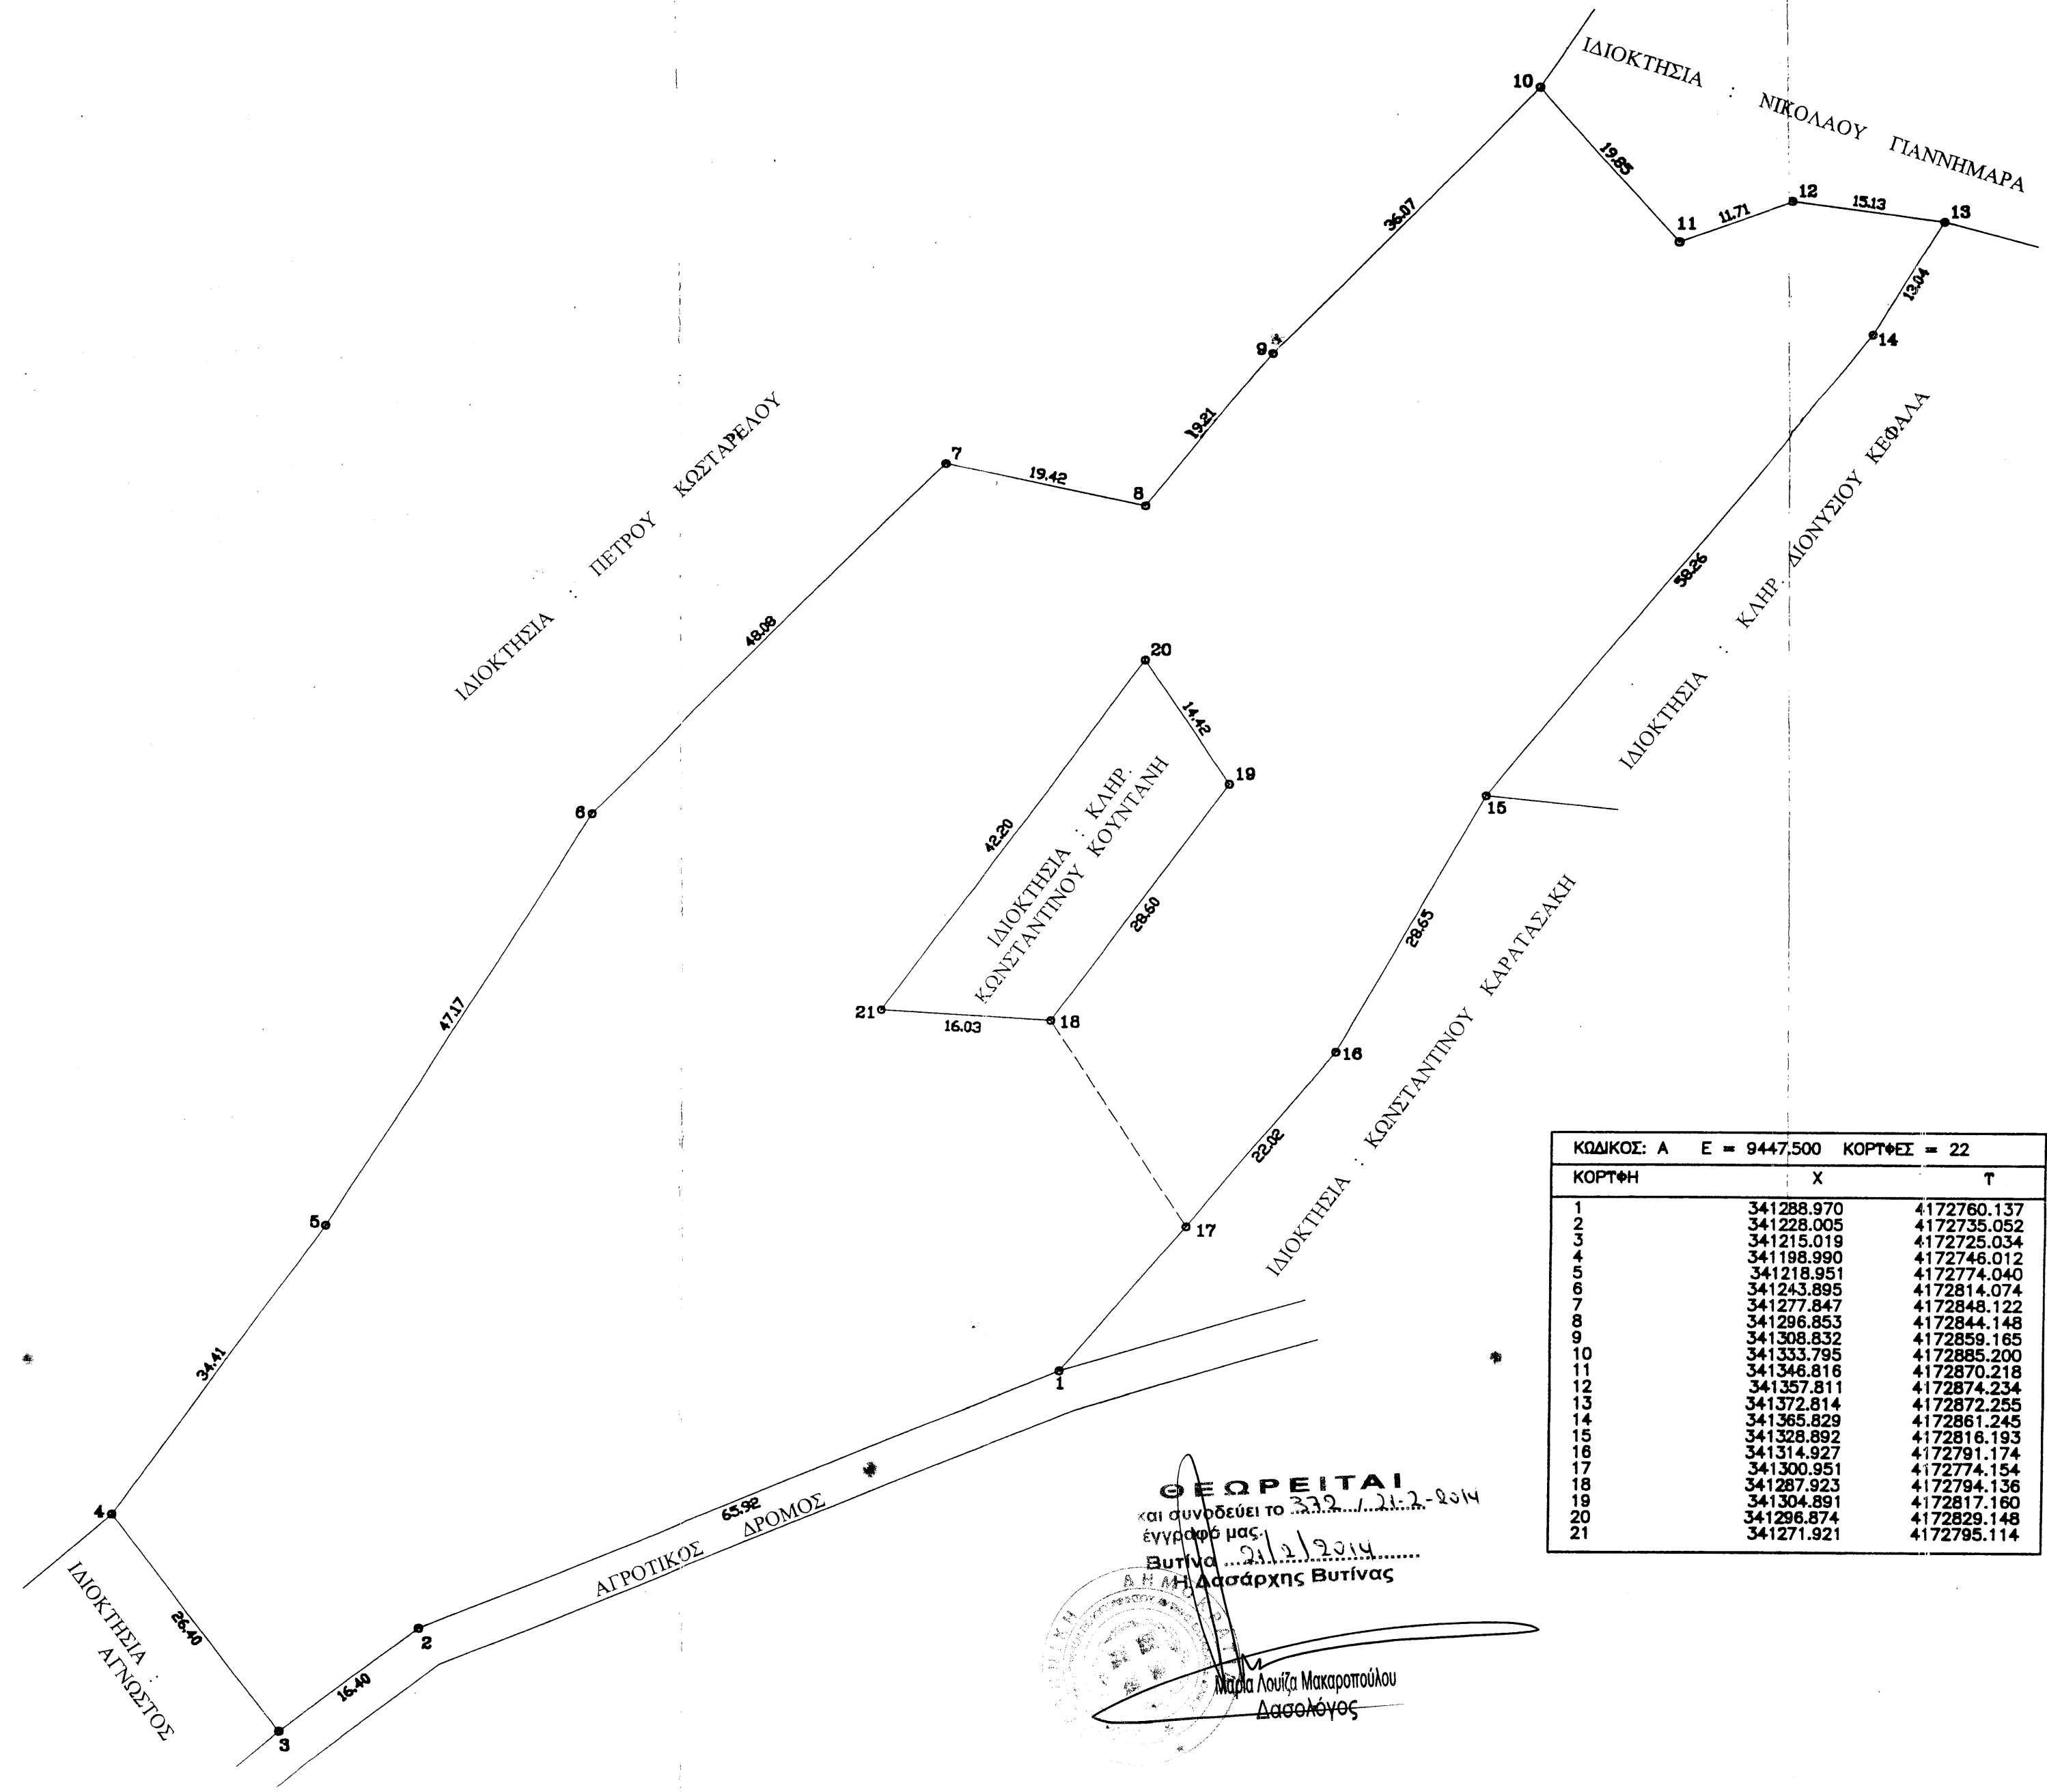 ΙΔΙΟΚΤΗΣΙΑ : ΝΙΚΟΛΑΟΥ ΓΙΑΝΝΗΜΑΡΑ
10
19.85
12
15.13
13
11
11.71
36.07
13.04
14
9
19.21
ΙΔΙΟΚΤΗΣΙΑ : ΠΕΤΡΟΥ ΚΩΣΤΑΡΕΛΟΥ
7
19.42
8
58.26
ΙΔΙΟΚΤΗΣΙΑ : ΚΛΗΡ. ΔΙΟΝΥΣΙΟΥ ΚΕΦΑΛΑ
48.08
20
14.42
19
6
15
42.20
ΙΔΙΟΚΤΗΣΙΑ : ΚΛΗΡ.
ΚΩΝΣΤΑΝΤΙΝΟΥ ΚΟΥΝΤΑΝΗ
28.60
28.65
47.17
21
16.03
18
16
ΙΔΙΟΚΤΗΣΙΑ : ΚΩΝΣΤΑΝΤΙΝΟΥ ΚΑΡΑΤΣΑΚΗ
22.02
5
17
34.41
1
4
65.92
ΑΓΡΟΤΙΚΟΣ ΔΡΟΜΟΣ
ΙΔΙΟΚΤΗΣΙΑ :
ΑΓΝΩΣΤΟΣ
26.40
2
16.40
3
ΚΩΔΙΚΟΣ: Α Ε = 9447.500 ΚΟΡΤΦΕΣ = 22
ΚΟΡΤΦΗ Χ Τ
1 341288.970 4172760.137
2 341228.005 4172735.052
3 341215.019 4172725.034
4 341198.990 4172746.012
5 341218.951 4172774.040
6 341243.895 4172814.074
7 341277.847 4172848.122
8 341296.853 4172844.148
9 341308.832 4172859.165
10 341333.795 4172885.200
11 341346.816 4172870.218
12 341357.811 4172874.234
13 341372.814 4172872.255
14 341365.829 4172861.245
15 341328.892 4172816.193
16 341314.927 4172791.174
17 341300.951 4172774.154
18 341287.923 4172794.136
19 341304.891 4172817.160
20 341296.874 4172829.148
21 341271.921 4172795.114
ΘΕΩΡΕΙΤΑΙ
και συνοδεύει το 372 / 21-2-2014
έγγραφό μας.
Βυτίνα 21/2/2014
Η Δασάρχης Βυτίνας
Μαρία Λουίζα Μακαροπούλου
Δασολόγος